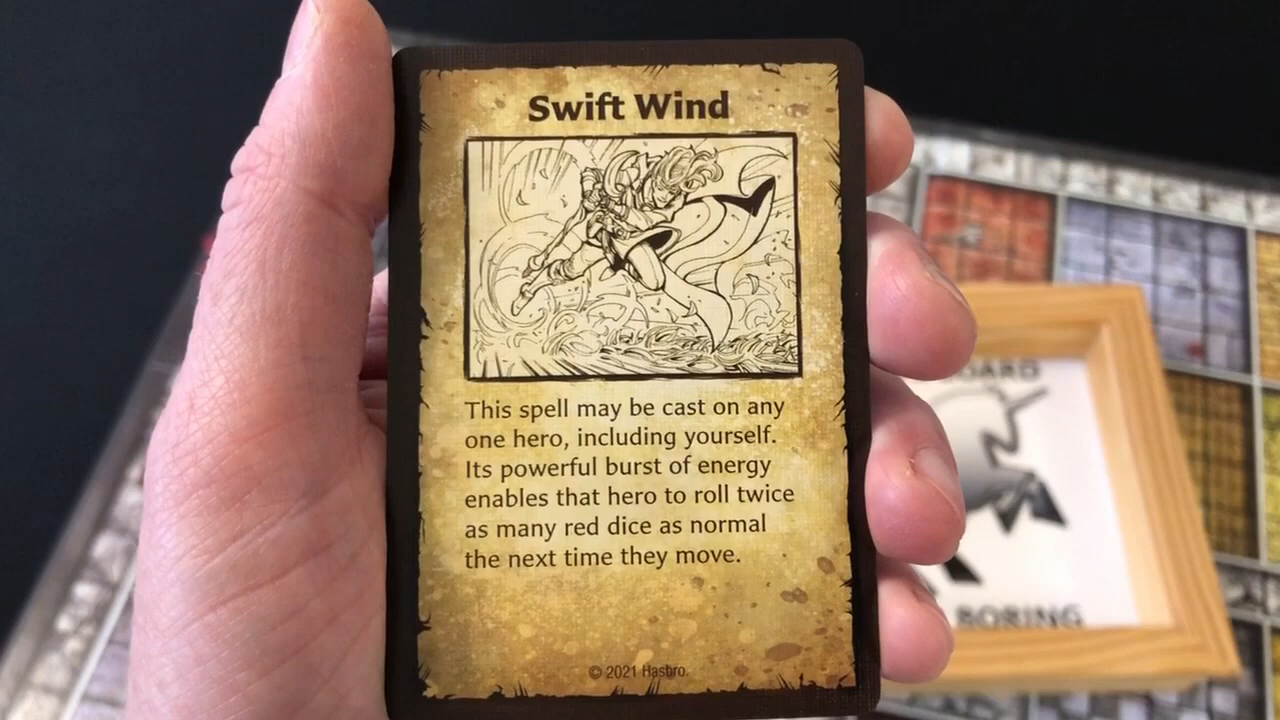 Swift Wind
This spell may be cast on any
one hero, including yourself.
Its powerful burst of energy
enables that hero to roll twice
as many red dice as normal
the next time they move.
© 2021 Hasbro.
BORING